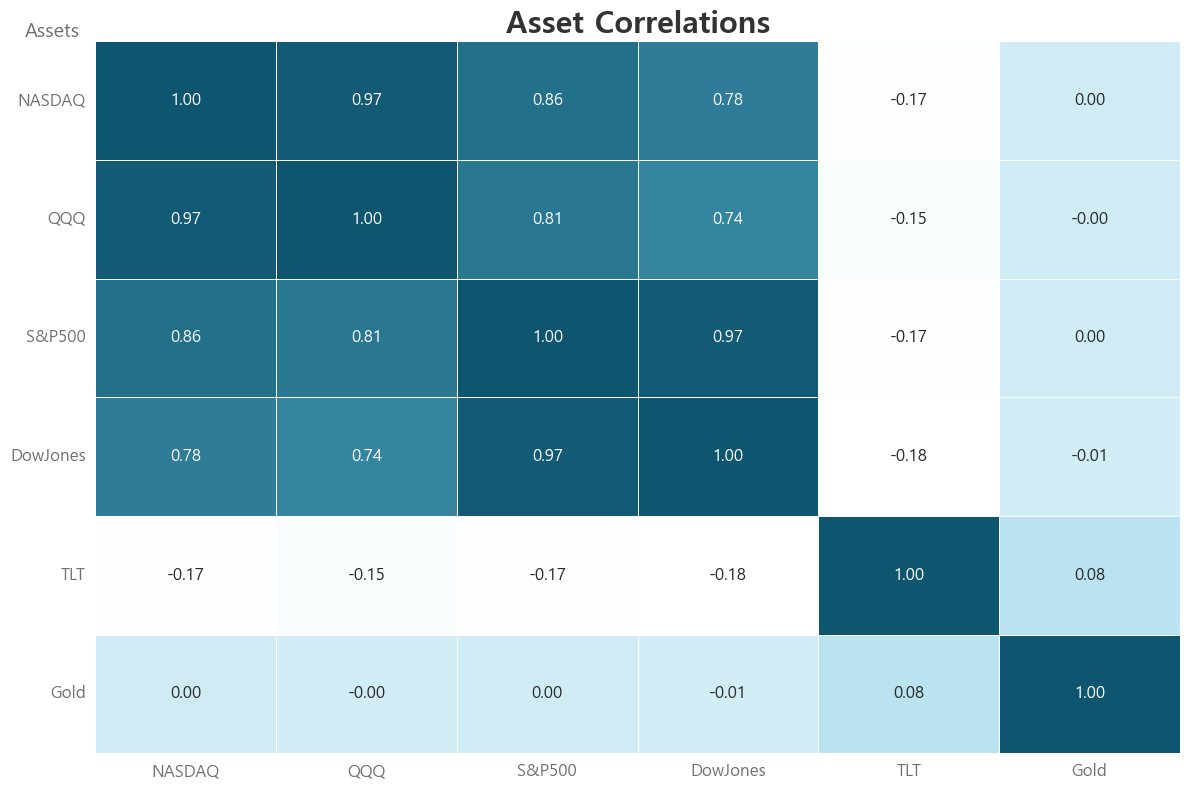 Asset Correlations
Assets
NASDAQ 1.00 0.97 0.86 0.78 -0.17 0.00
QQQ 0.97 1.00 0.81 0.74 -0.15 -0.00
S&P500 0.86 0.81 1.00 0.97 -0.17 0.00
DowJones 0.78 0.74 0.97 1.00 -0.18 -0.01
TLT -0.17 -0.15 -0.17 -0.18 1.00 0.08
Gold 0.00 -0.00 0.00 -0.01 0.08 1.00
NASDAQ QQQ S&P500 DowJones TLT Gold